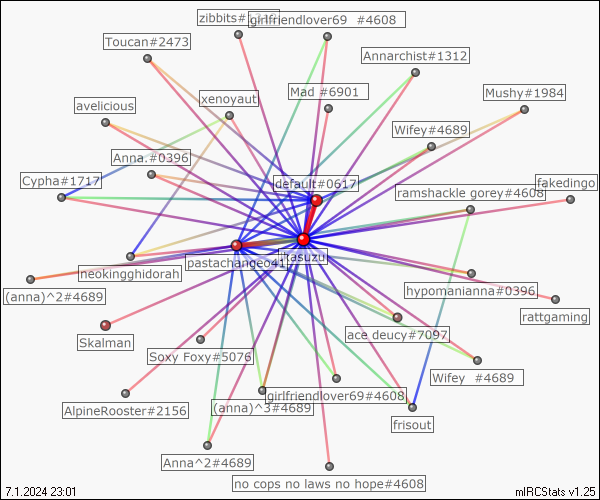 zibbits#
girlfriendlover69 #4608
Toucan#2473
Annarchist#1312
Mad #6901
Mushy#1984
xenoyaut
avelicious
Wifey#4689
Anna.#0396
Cypha#1717
default#0617
fakedingo
ramshackle gorey#4608
itasuzu
pastachangeo41
neokingghidorah
(anna)^2#4689
hypomanianna#0396
rattgaming
ace deucy#7097
Skalman
Soxy Foxy#5076
Wifey #4689
girlfriendlover69#4608
(anna)^3#4689
AlpineRooster#2156
frisout
Anna^2#4689
no cops no laws no hope#4608
7.1.2024 23:01
mIRCStats v1.25